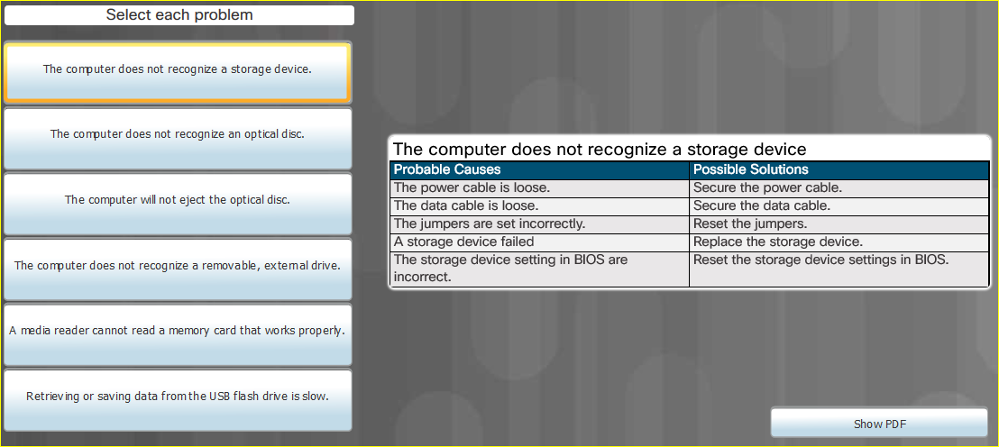 Select each problem
The computer does not recognize a storage device.
The computer does not recognize an optical disc.
The computer will not eject the optical disc.
The computer does not recognize a removable, external drive.
A media reader cannot read a memory card that works properly.
Retrieving or saving data from the USB flash drive is slow.
The computer does not recognize a storage device
Probable Causes Possible Solutions
The power cable is loose. Secure the power cable.
The data cable is loose. Secure the data cable.
The jumpers are set incorrectly. Reset the jumpers.
A storage device failed Replace the storage device.
The storage device setting in BIOS are Reset the storage device settings in BIOS.
incorrect.
Show PDF